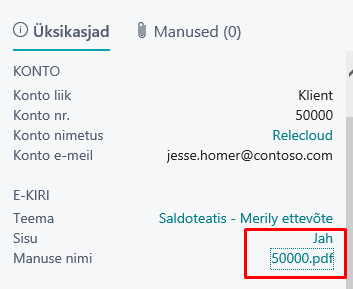 Üksikasjad Manused (0)
KONTO
Konto liik Klient
Konto nr. 50000
Konto nimetus Relecloud
Konto e-meil jesse.homer@contoso.com
E-KIRI
Teema Saldoteatis - Merily ettevõte
Sisu Jah
Manuse nimi 50000.pdf